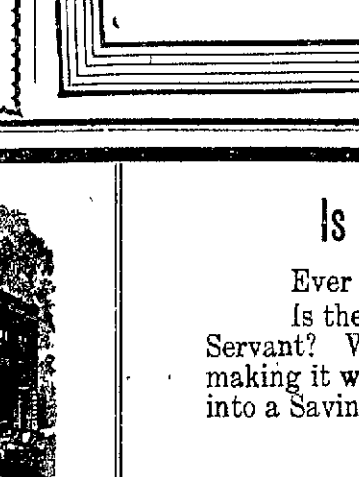 Is
Ever
Is the
Servant?
making it w
into a Savin